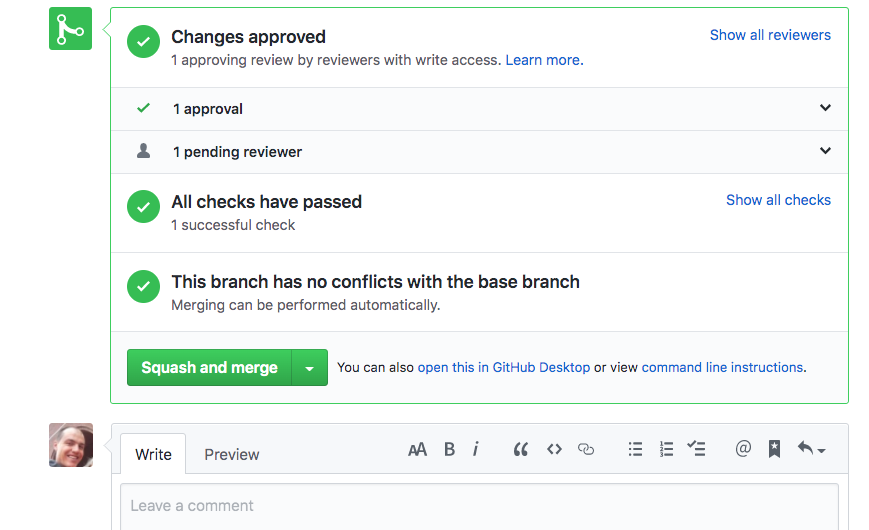 Changes approved
Show all reviewers
1 approving review by reviewers with write access. Learn more.
1 approval
1 pending reviewer
All checks have passed
Show all checks
1 successful check
This branch has no conflicts with the base branch
Merging can be performed automatically.
Squash and merge
You can also open this in GitHub Desktop or view command line instructions.
Write
Preview
AA B i “ <> @
Leave a comment